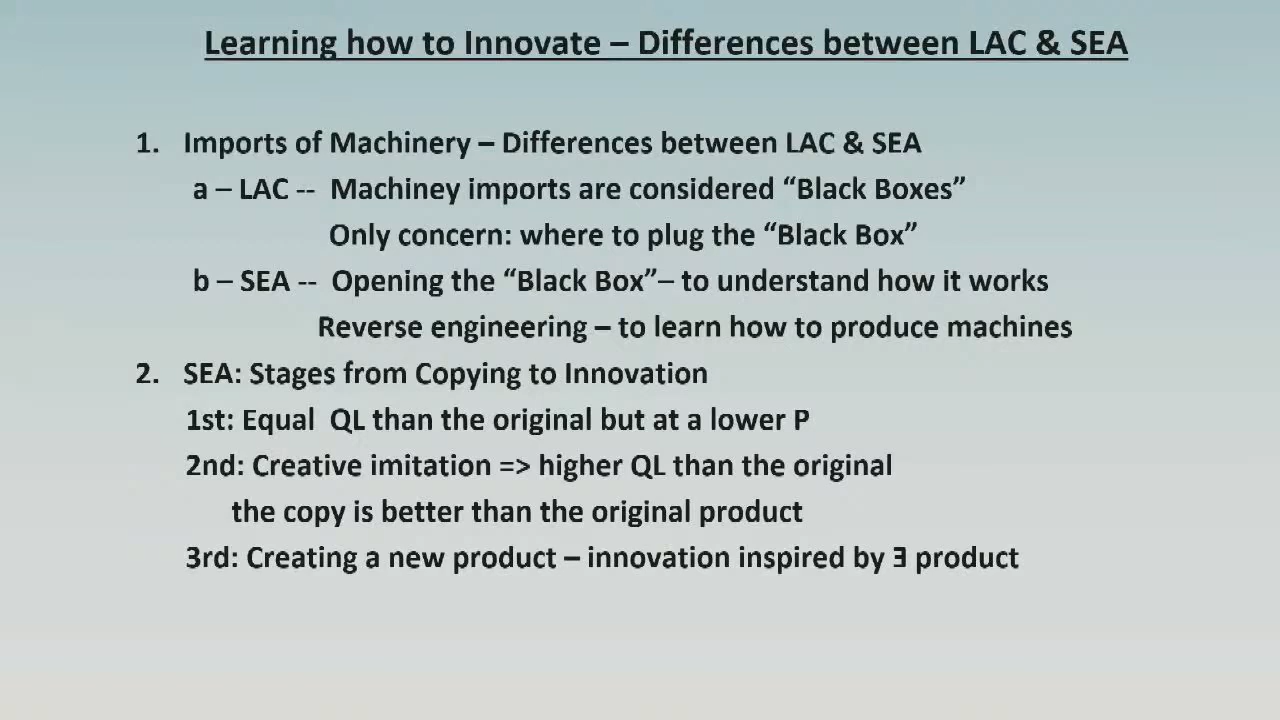 Learning how to Innovate – Differences between LAC & SEA
1. Imports of Machinery – Differences between LAC & SEA
a – LAC -- Machiney imports are considered “Black Boxes”
Only concern: where to plug the “Black Box”
b – SEA -- Opening the “Black Box”– to understand how it works
Reverse engineering – to learn how to produce machines
2. SEA: Stages from Copying to Innovation
1st: Equal QL than the original but at a lower P
2nd: Creative imitation => higher QL than the original
the copy is better than the original product
3rd: Creating a new product – innovation inspired by ∃ product